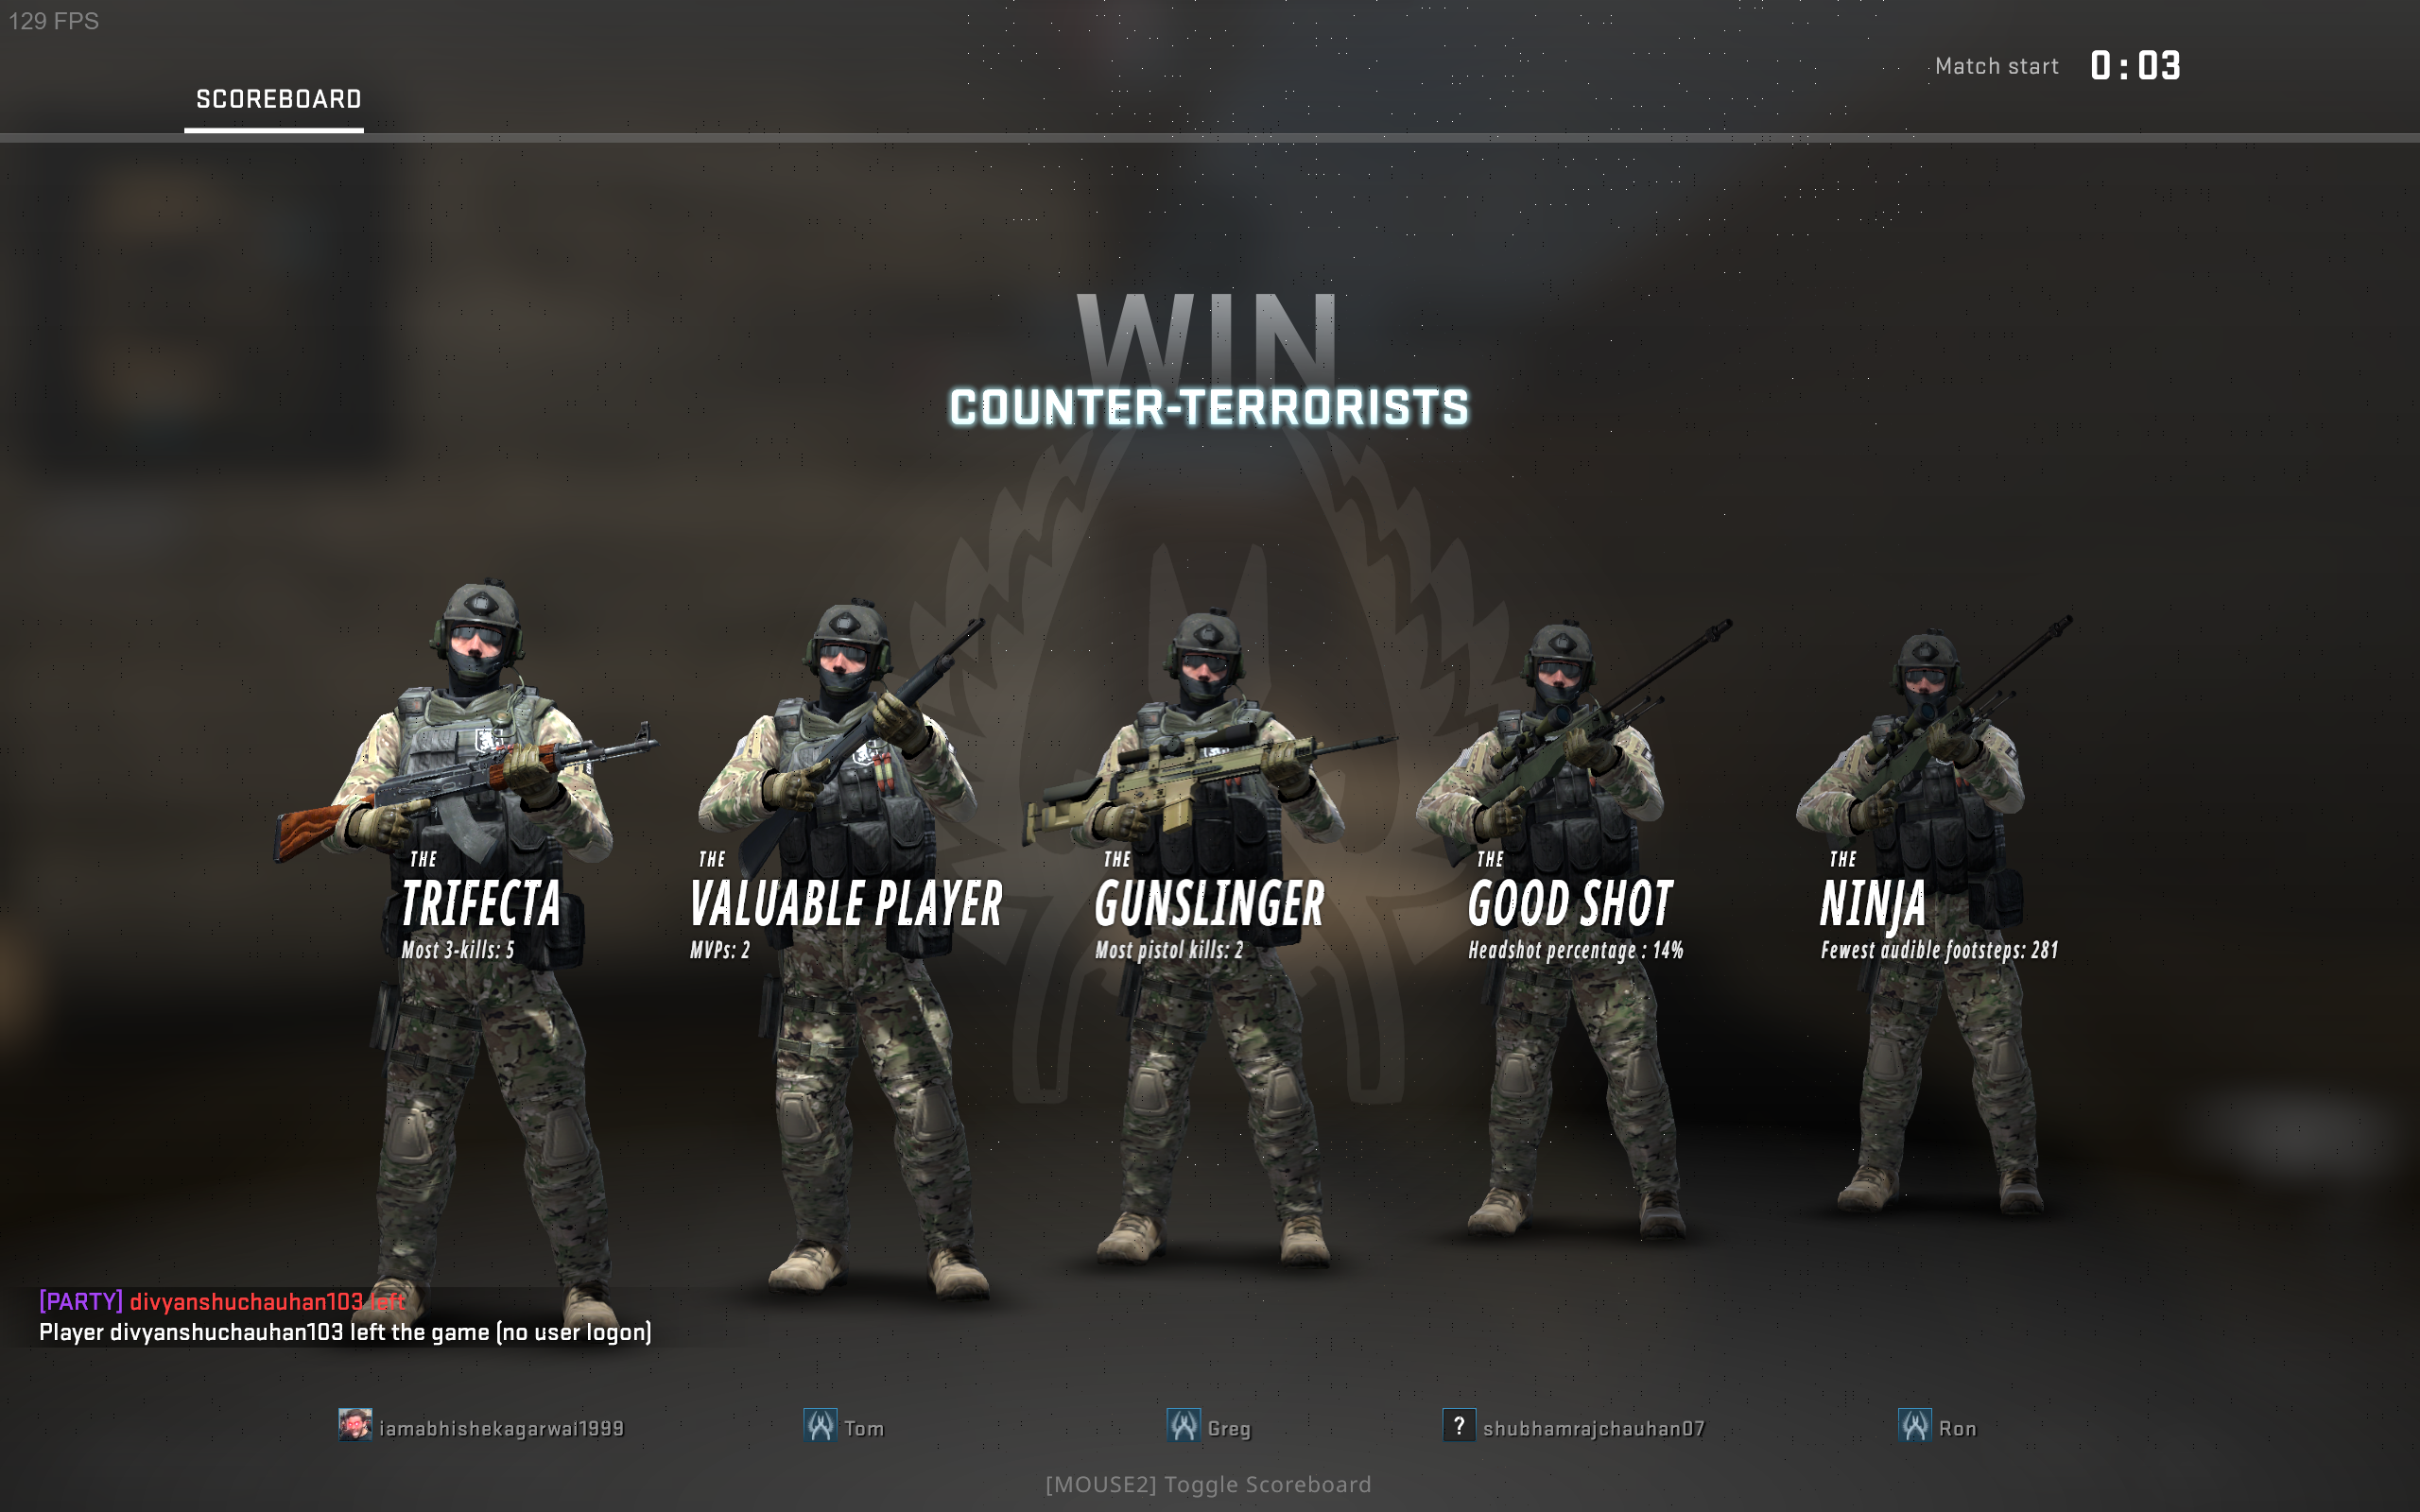 129 FPS
Match start 0:03
SCOREBOARD
WIN
COUNTER-TERRORISTS
THE
TRIFECTA
Most 3-kills: 5
THE
VALUABLE PLAYER
MVPs: 2
THE
GUNSLINGER
Most pistol kills: 2
THE
GOOD SHOT
Headshot percentage : 14%
THE
NINJA
Fewest audible footsteps: 281
[PARTY] divyanshuchauhan103 left
Player divyanshuchauhan103 left the game (no user logon)
iamabhishekagarwai1999
Tom
Greg
? shubhamrajchauhan07
Ron
[MOUSE2] Toggle Scoreboard